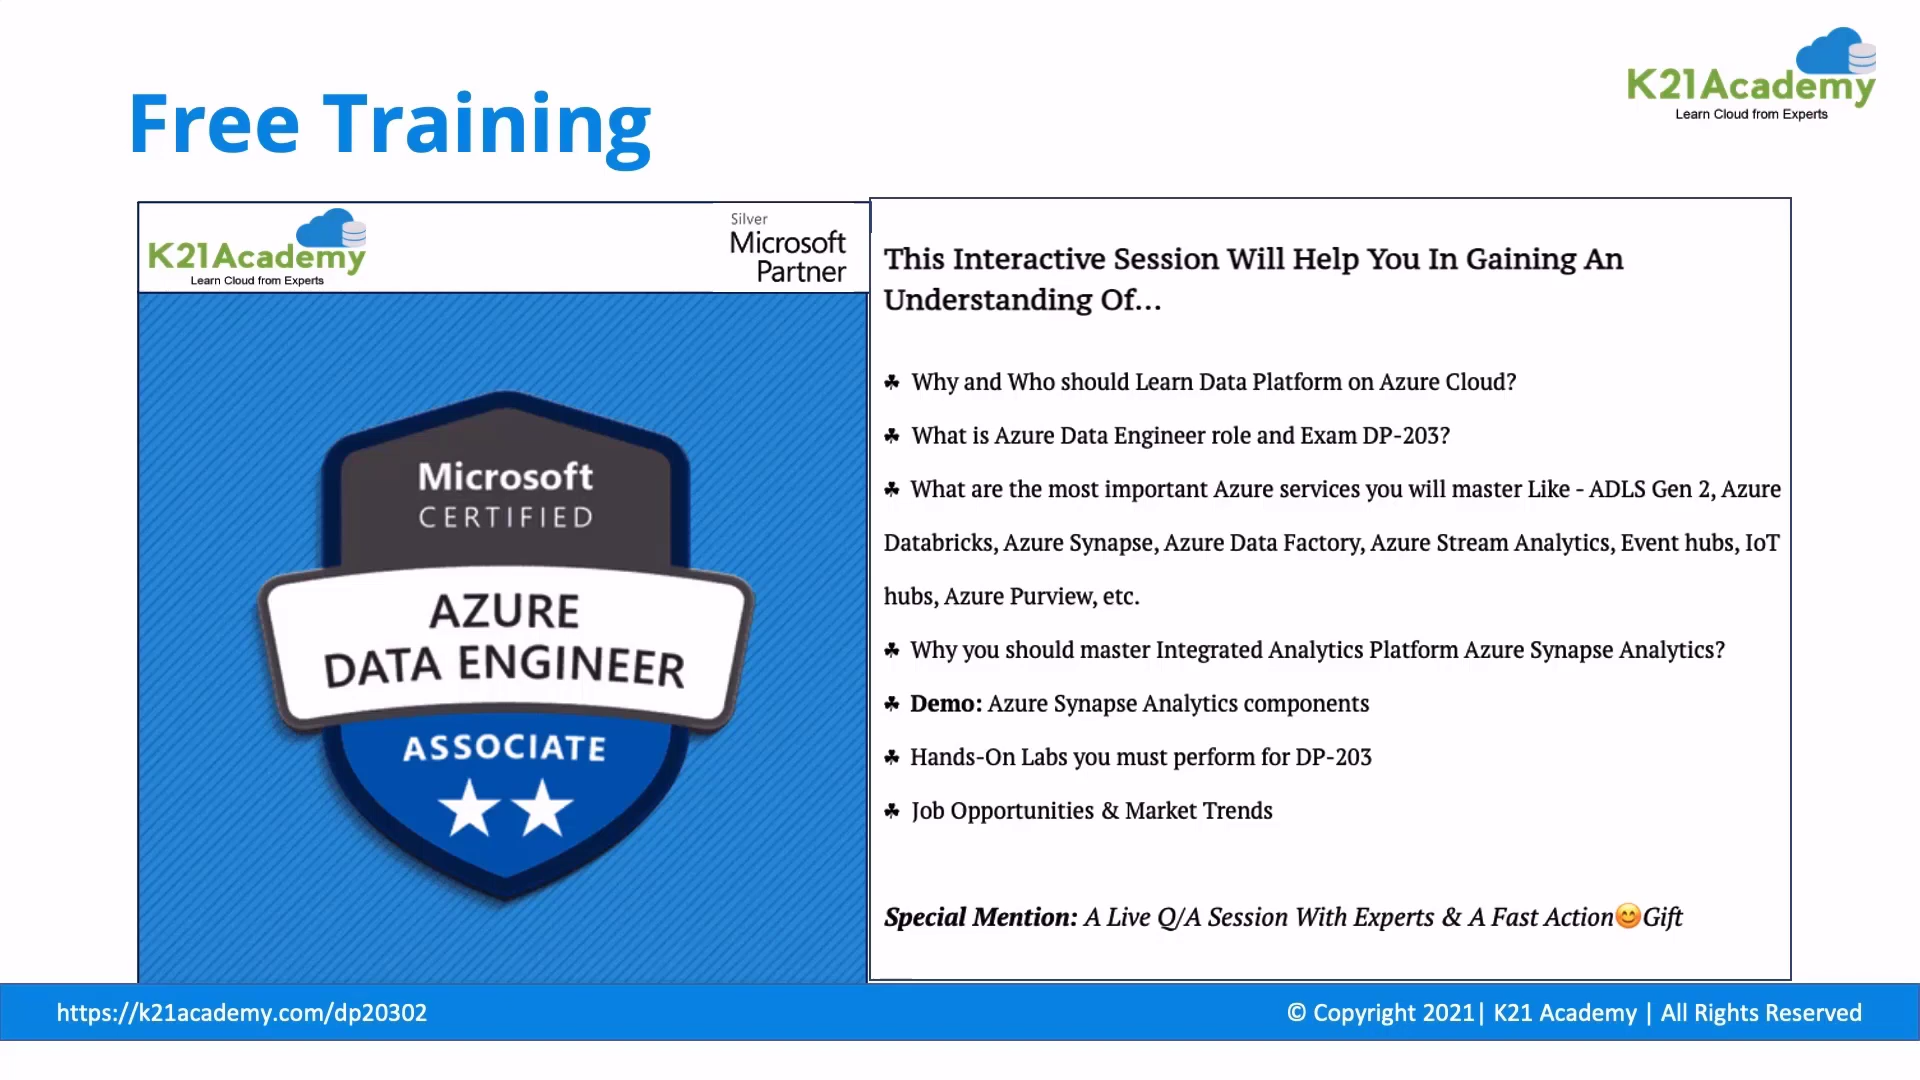 K21Academy
Learn Cloud from Experts
Free Training
K21Academy
Learn Cloud from Experts
Silver
Microsoft
Partner
Microsoft
CERTIFIED
AZURE
DATA ENGINEER
ASSOCIATE
This Interactive Session Will Help You In Gaining An
Understanding Of...
☘ Why and Who should Learn Data Platform on Azure Cloud?
☘ What is Azure Data Engineer role and Exam DP-203?
☘ What are the most important Azure services you will master Like - ADLS Gen 2, Azure
Databricks, Azure Synapse, Azure Data Factory, Azure Stream Analytics, Event hubs, IoT
hubs, Azure Purview, etc.
☘ Why you should master Integrated Analytics Platform Azure Synapse Analytics?
☘ Demo: Azure Synapse Analytics components
☘ Hands-On Labs you must perform for DP-203
☘ Job Opportunities & Market Trends
Special Mention: A Live Q/A Session With Experts & A Fast Action😊Gift
https://k21academy.com/dp20302
© Copyright 2021| K21 Academy | All Rights Reserved